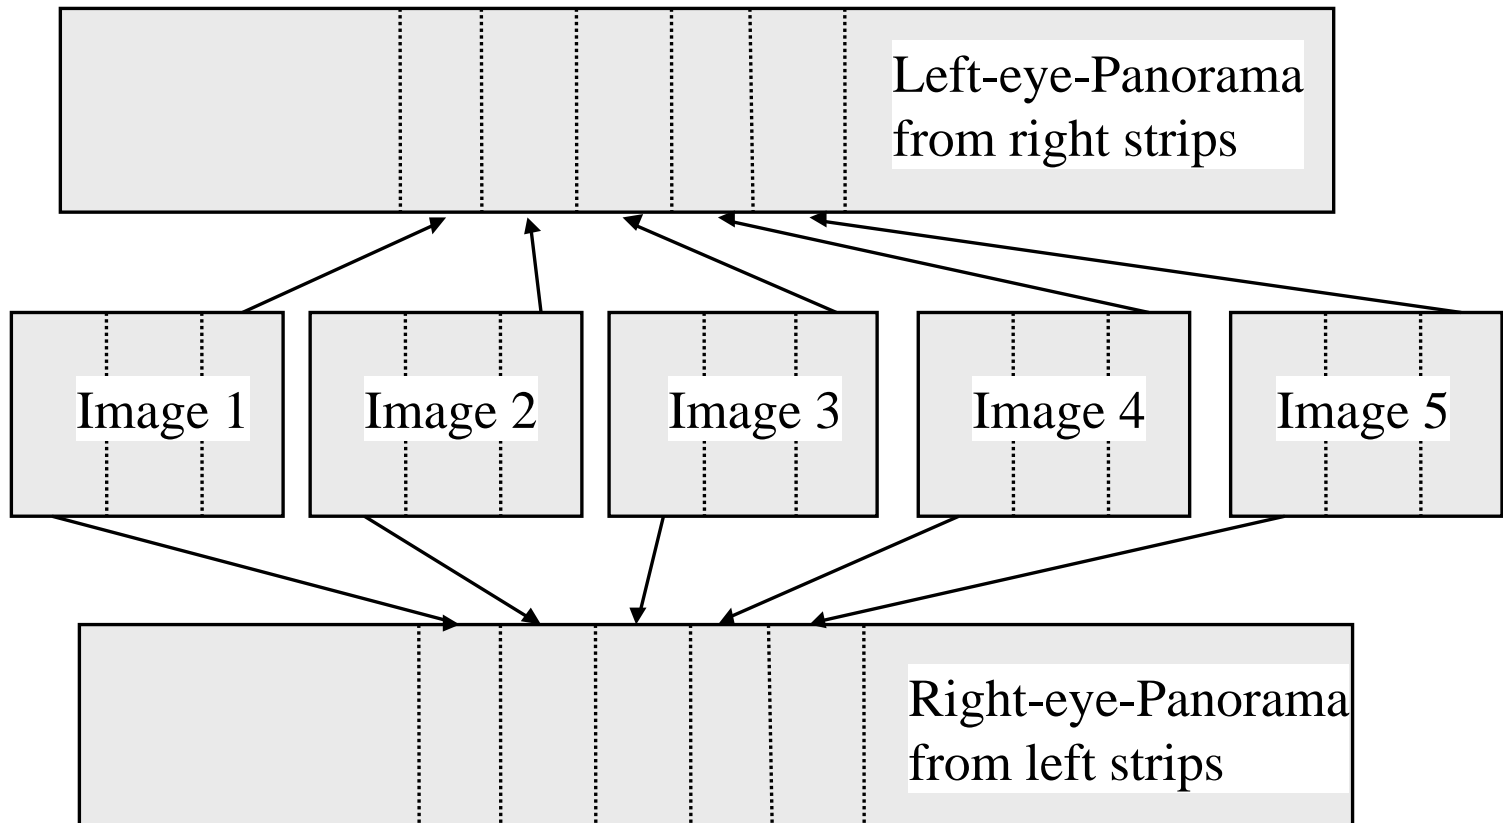 Left-eye-Panorama
from right strips
Image 1
Image 2
Image 3
Image 4
Image 5
Right-eye-Panorama
from left strips